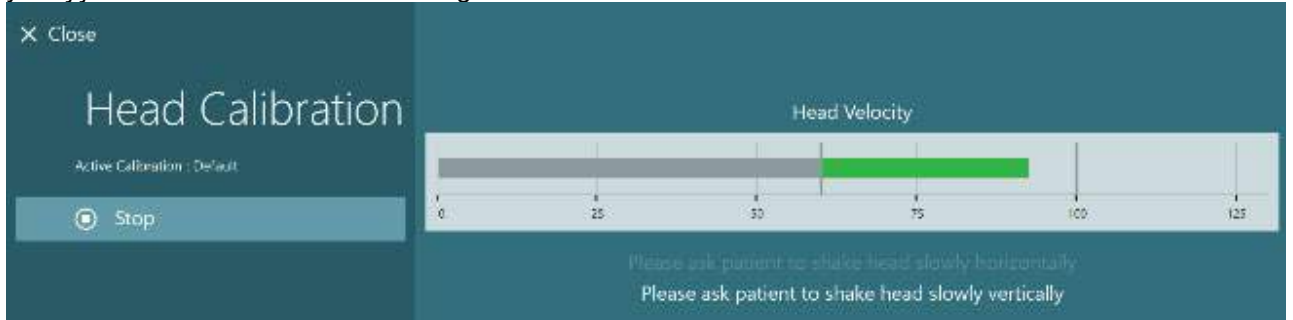 Close
Head Calibration
Active Calibration : Default
Stop
Head Velocity
0 25 50 75 100 125
Please ask patient to shake head slowly horizontally
Please ask patient to shake head slowly vertically